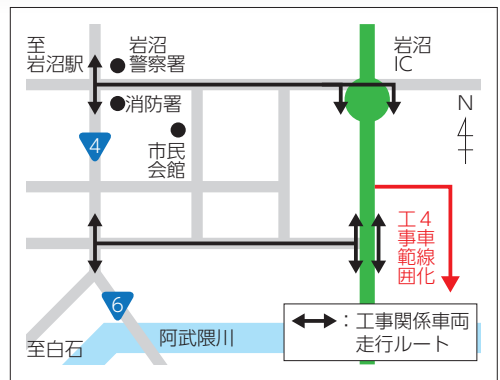 至
岩沼駅
岩沼
警察署
消防署
市民
会館
岩沼
IC
N
4
4車線化
工事範囲
6
阿武隈川
至白石
：工事関係車両
走行ルート